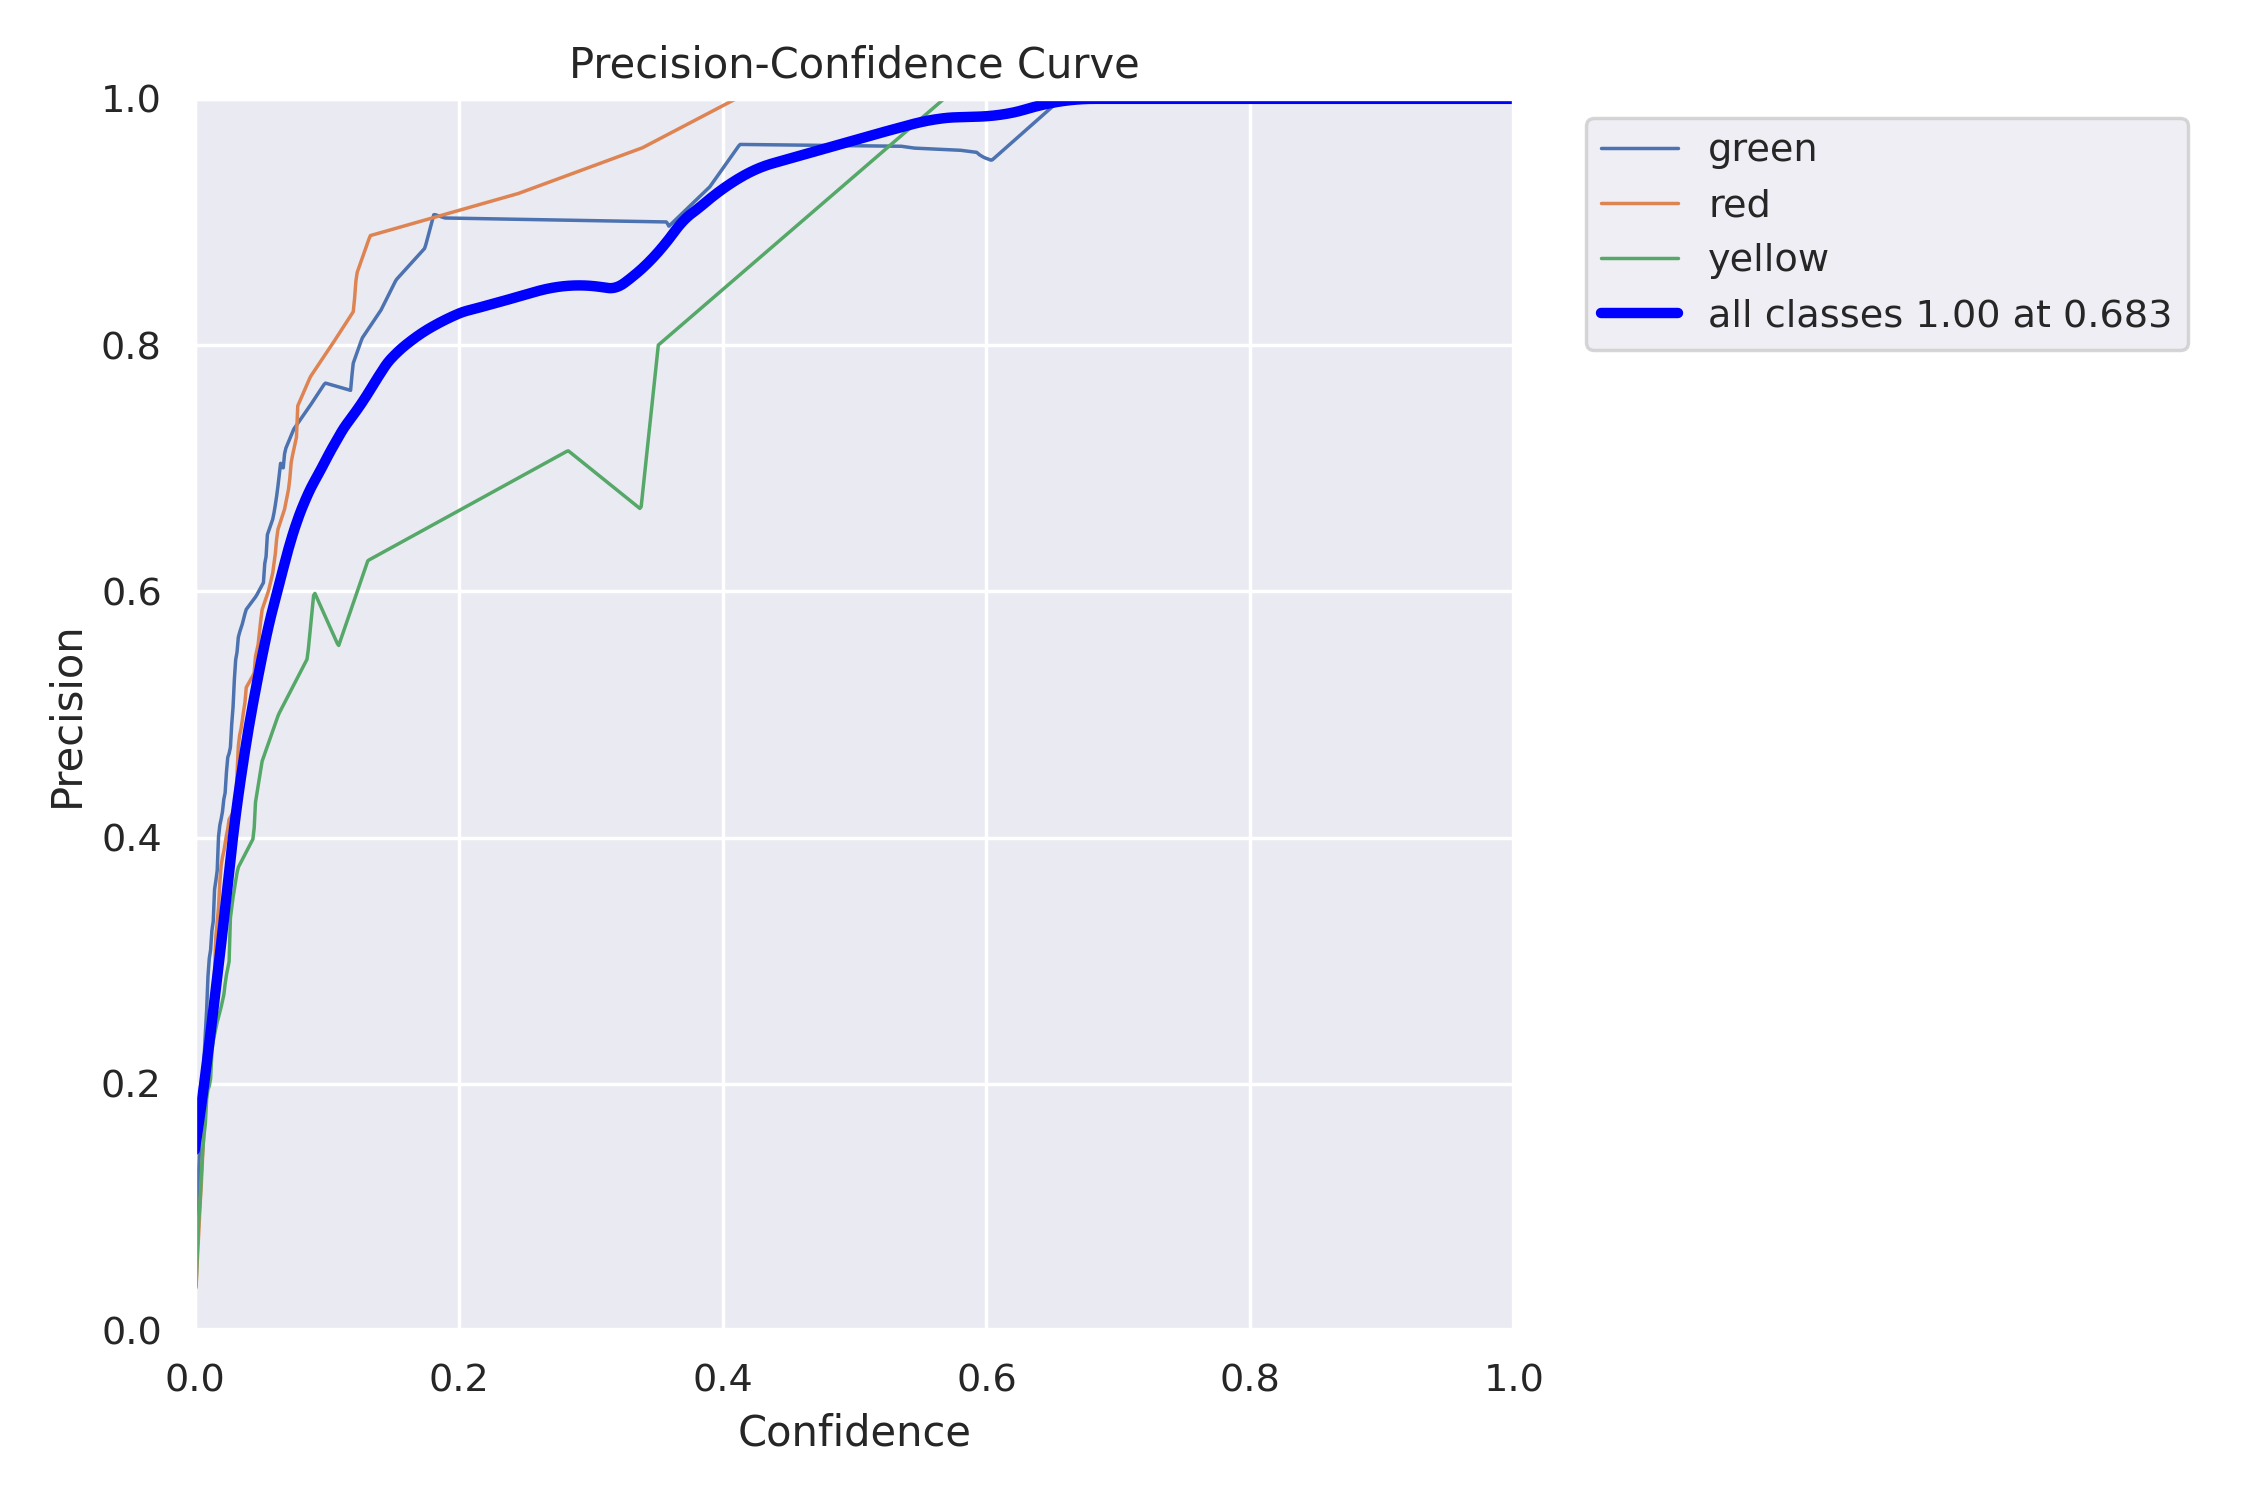 Precision-Confidence Curve
1.0
0.8
0.6
0.4
0.2
0.0
Precision
0.0 0.2 0.4 0.6 0.8 1.0
Confidence
green
red
yellow
all classes 1.00 at 0.683